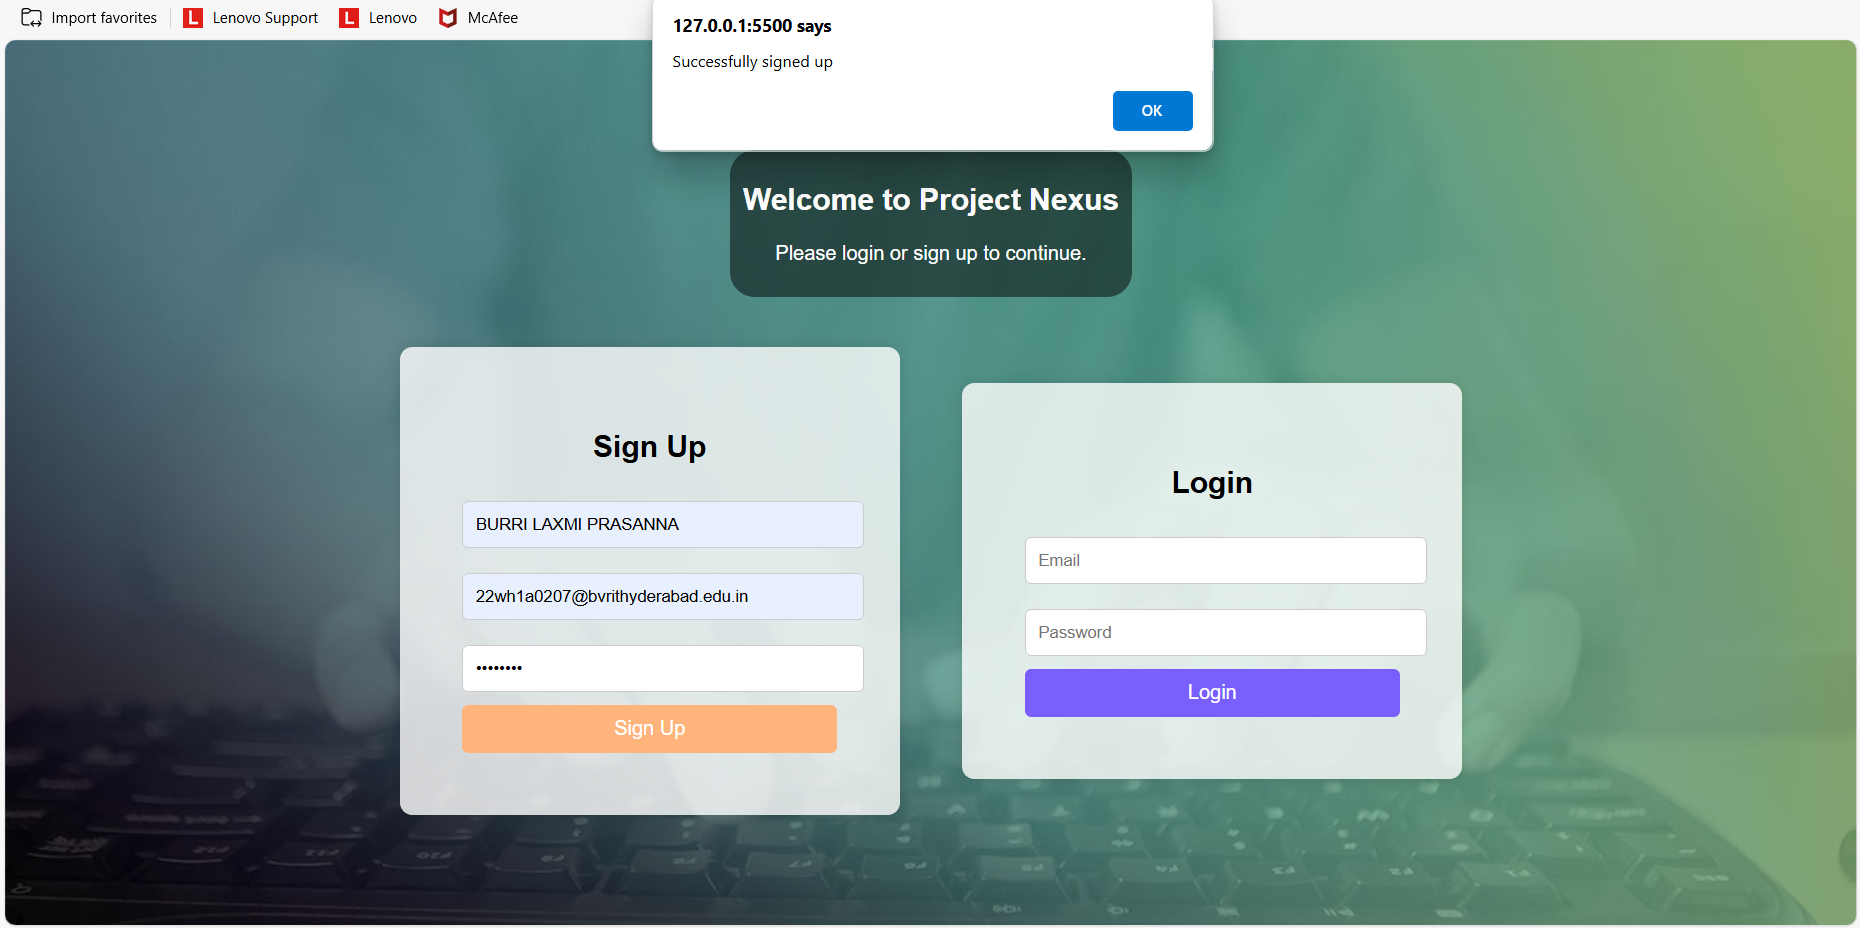 Import favorites
Lenovo Support
Lenovo
McAfee
127.0.0.1:5500 says
Successfully signed up
OK
Welcome to Project Nexus
Please login or sign up to continue.
Sign Up
BURRI LAXMI PRASANNA
22wh1a0207@bvrithyderabad.edu.in
••••••••
Sign Up
Login
Email
Password
Login